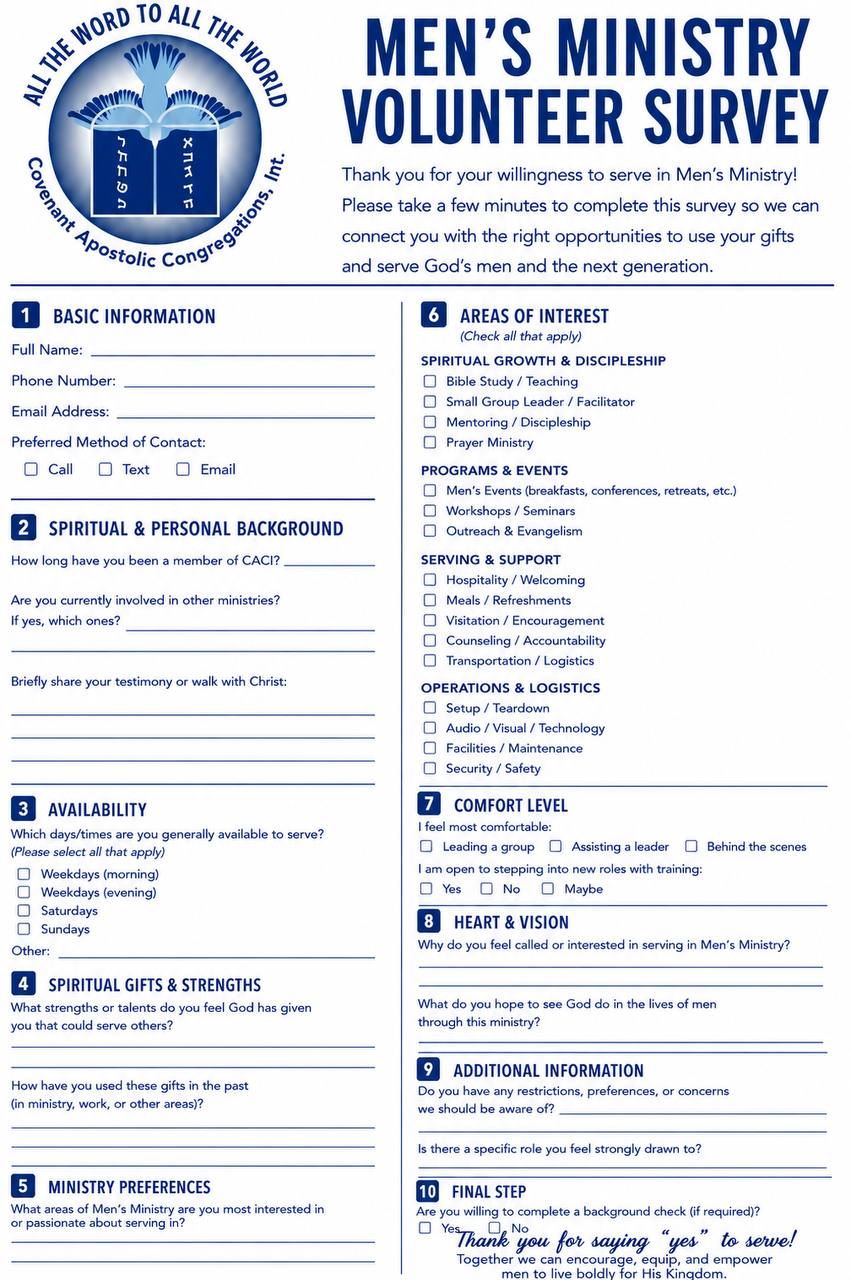 ALL THE WORD TO ALL THE WORLD
Covenant Apostolic Congregations, Int.
MEN'S MINISTRY
VOLUNTEER SURVEY
Thank you for your willingness to serve in Men's Ministry!
Please take a few minutes to complete this survey so we can
connect you with the right opportunities to use your gifts
and serve God's men and the next generation.
1 BASIC INFORMATION
Full Name:
Phone Number:
Email Address:
Preferred Method of Contact:
Call Text Email
2 SPIRITUAL & PERSONAL BACKGROUND
How long have you been a member of CACI?
Are you currently involved in other ministries?
If yes, which ones?
Briefly share your testimony or walk with Christ:
3 AVAILABILITY
Which days/times are you generally available to serve?
(Please select all that apply)
Weekdays (morning)
Weekdays (evening)
Saturdays
Sundays
Other:
4 SPIRITUAL GIFTS & STRENGTHS
What strengths or talents do you feel God has given
you that could serve others?
How have you used these gifts in the past
(in ministry, work, or other areas)?
5 MINISTRY PREFERENCES
What areas of Men's Ministry are you most interested in
or passionate about serving in?
6 AREAS OF INTEREST
(Check all that apply)
SPIRITUAL GROWTH & DISCIPLESHIP
Bible Study / Teaching
Small Group Leader / Facilitator
Mentoring / Discipleship
Prayer Ministry
PROGRAMS & EVENTS
Men's Events (breakfasts, conferences, retreats, etc.)
Workshops / Seminars
Outreach & Evangelism
SERVING & SUPPORT
Hospitality / Welcoming
Meals / Refreshments
Visitation / Encouragement
Counseling / Accountability
Transportation / Logistics
OPERATIONS & LOGISTICS
Setup / Teardown
Audio / Visual / Technology
Facilities / Maintenance
Security / Safety
7 COMFORT LEVEL
I feel most comfortable:
Leading a group Assisting a leader Behind the scenes
I am open to stepping into new roles with training:
Yes No Maybe
8 HEART & VISION
Why do you feel called or interested in serving in Men's Ministry?
What do you hope to see God do in the lives of men
through this ministry?
9 ADDITIONAL INFORMATION
Do you have any restrictions, preferences, or concerns
we should be aware of?
Is there a specific role you feel strongly drawn to?
10 FINAL STEP
Are you willing to complete a background check (if required)?
Yes No
Thank you for saying "yes" to serve!
Together we can encourage, equip, and empower
men to live boldly for His Kingdom.